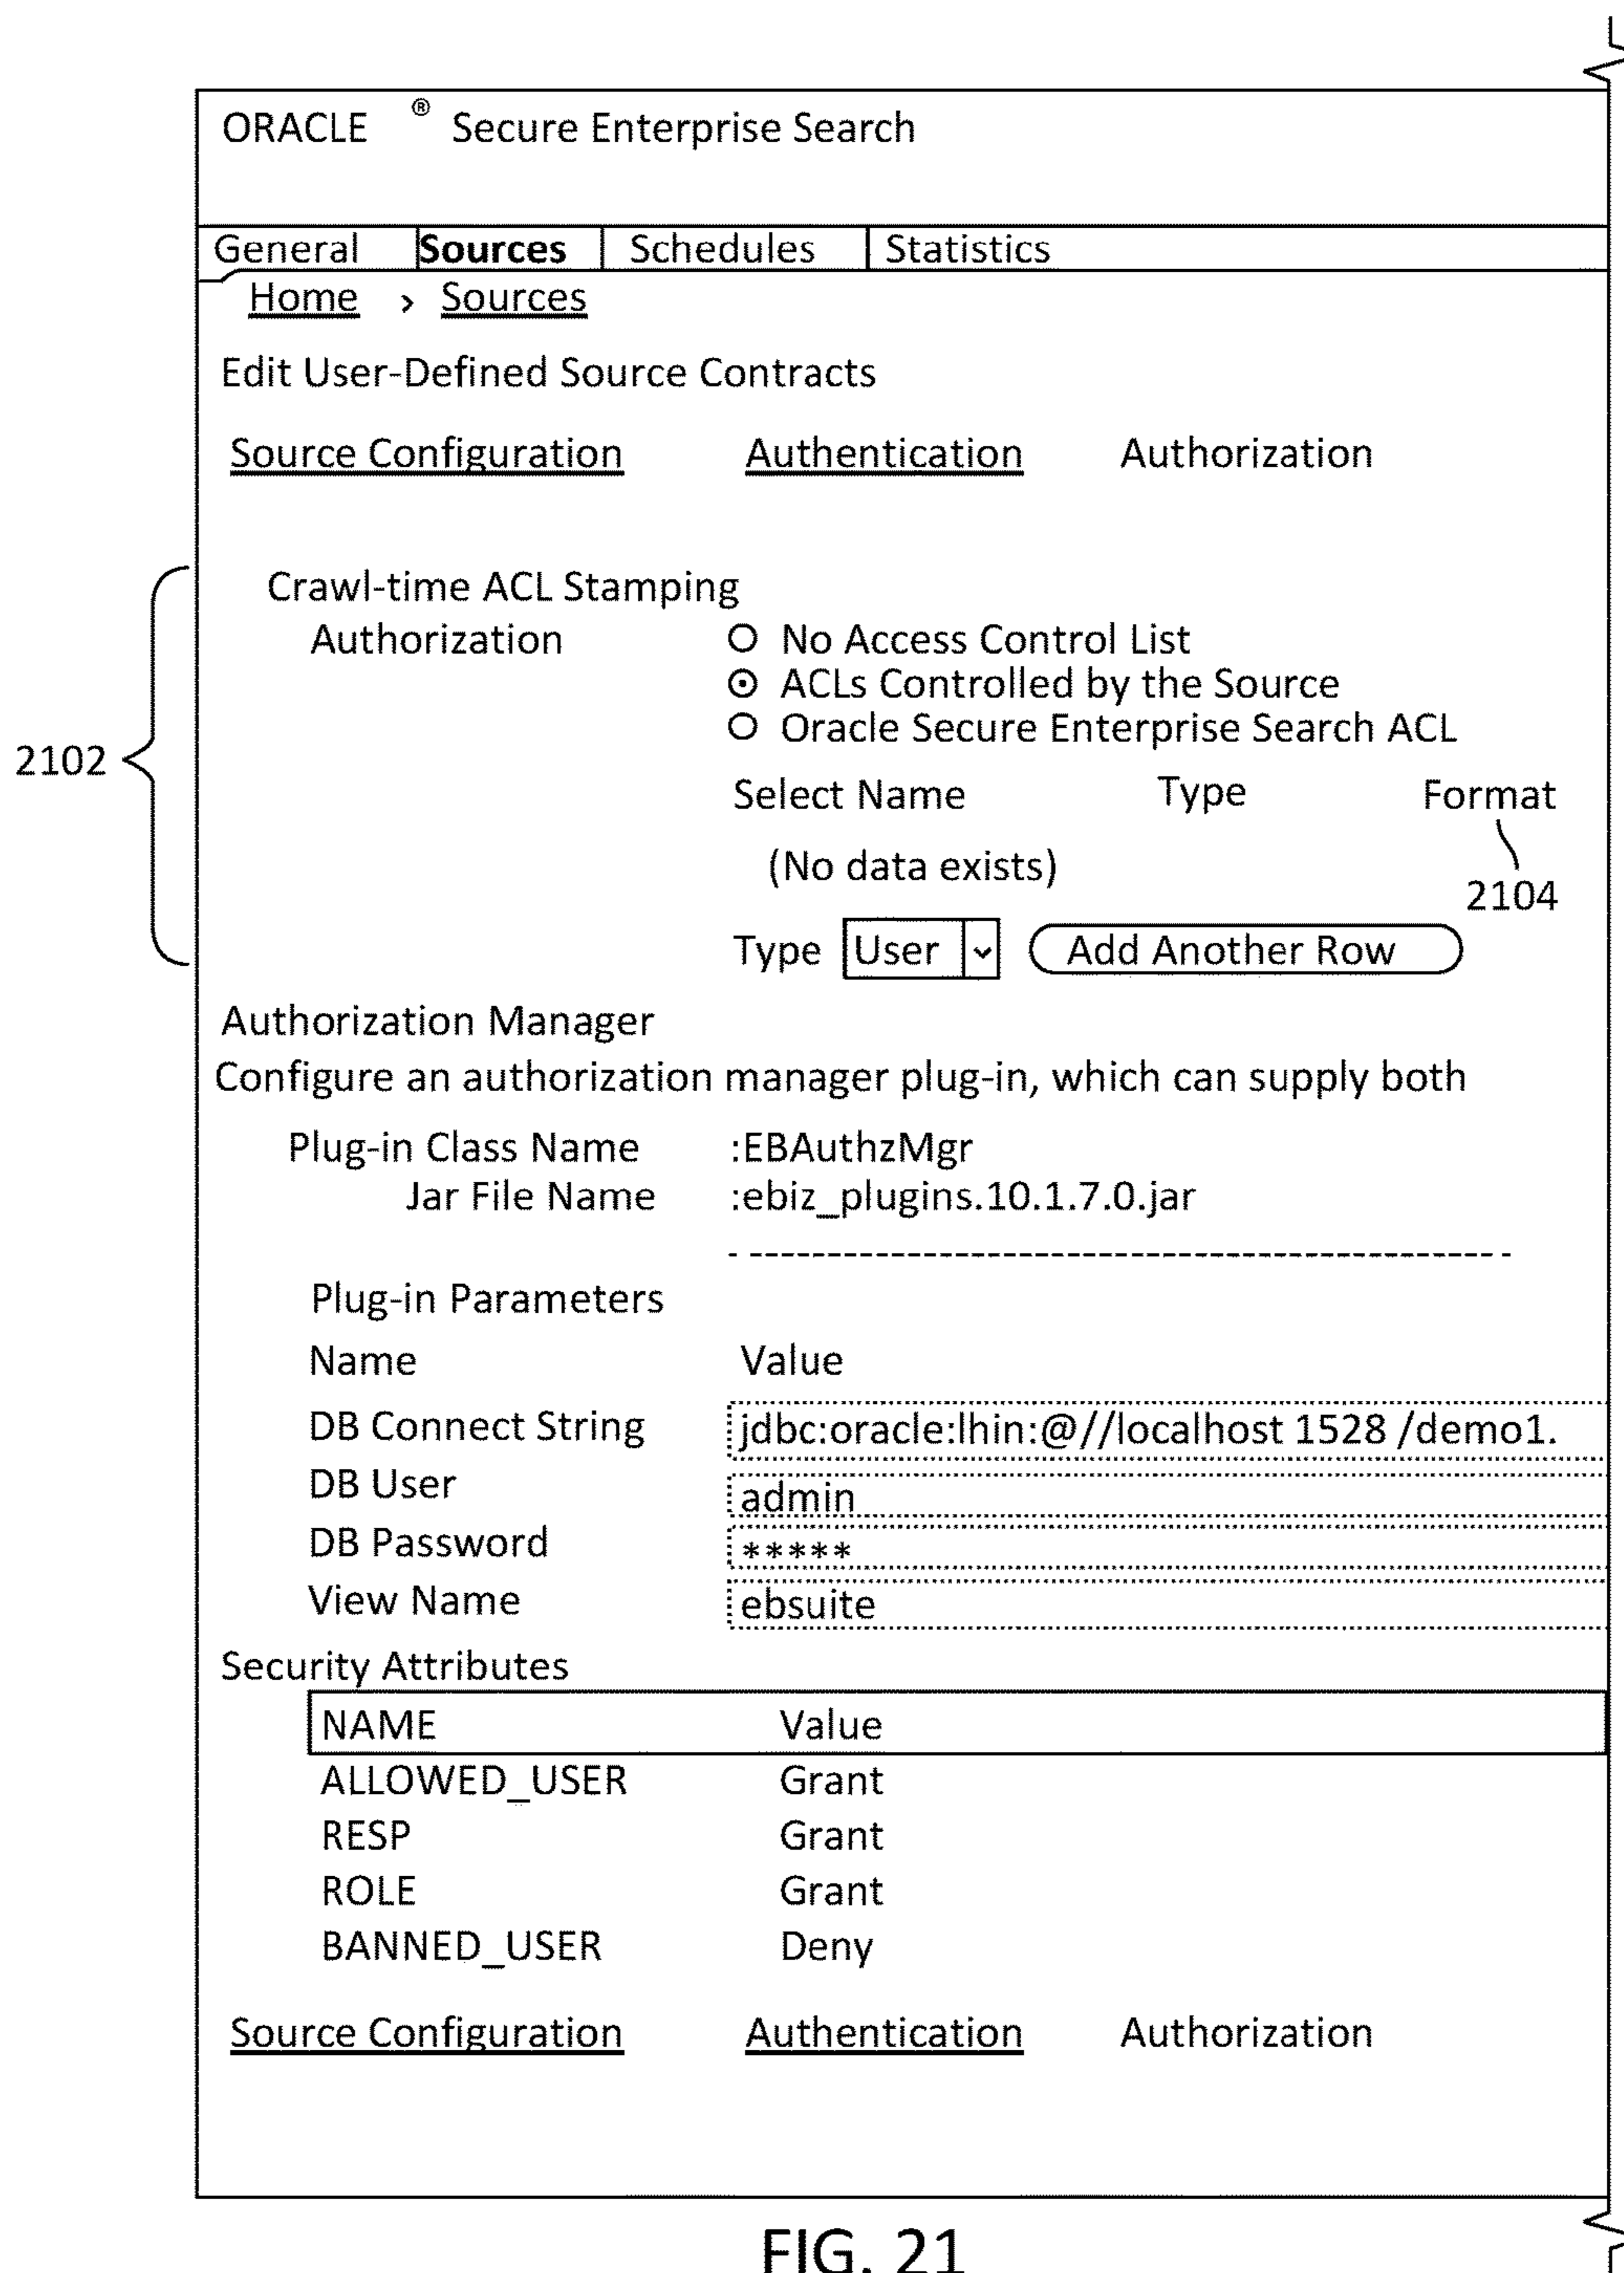 ORACLE ® Secure Enterprise Search
General Sources Schedules Statistics
Home > Sources
Edit User-Defined Source Contracts
Source Configuration Authentication Authorization
Crawl-time ACL Stamping
Authorization No Access Control List
ACLs Controlled by the Source
Oracle Secure Enterprise Search ACL
2102
Select Name Type Format
(No data exists)
2104
Type User Add Another Row
Authorization Manager
Configure an authorization manager plug-in, which can supply both
Plug-in Class Name :EBAuthzMgr
Jar File Name :ebiz_plugins.10.1.7.0.jar
Plug-in Parameters
Name Value
DB Connect String jdbc:oracle:lhin:@//localhost 1528 /demo1.
DB User admin
DB Password *****
View Name ebsuite
Security Attributes
NAME Value
ALLOWED_USER Grant
RESP Grant
ROLE Grant
BANNED_USER Deny
Source Configuration Authentication Authorization
FIG. 21